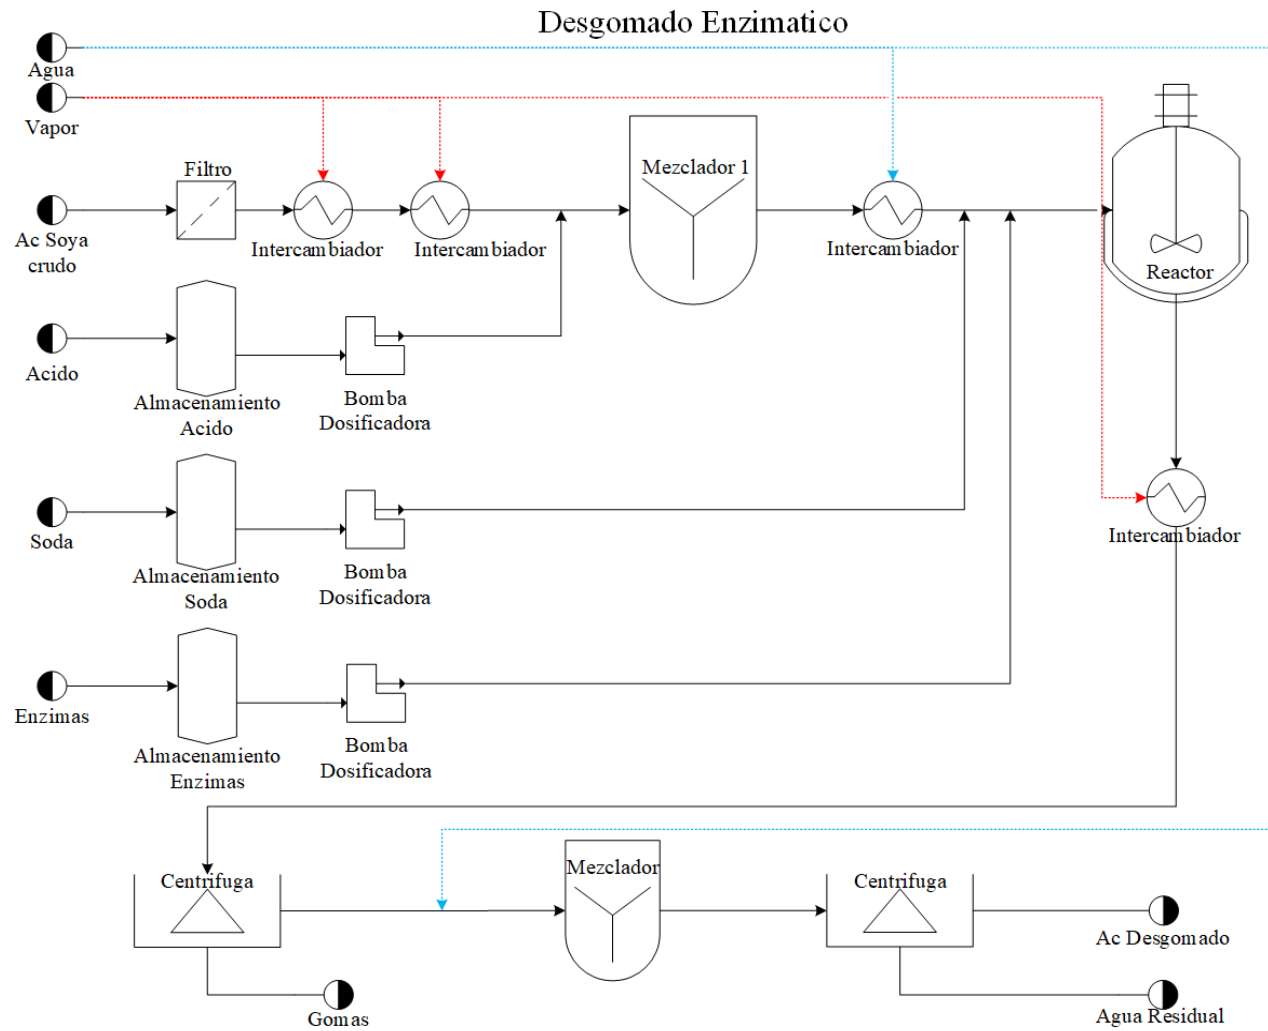 Desgomado Enzimatico
Agua
Vapor
Filtro
Mezclador 1
Ac Soya
crudo
Intercambiador
Intercambiador
Intercambiador
Reactor
Acido
Almacenamiento
Acido
Bomba
Dosificadora
Intercambiador
Soda
Almacenamiento
Soda
Bomba
Dosificadora
Enzimas
Almacenamiento
Enzimas
Bomba
Dosificadora
Centrifuga
Mezclador
Centrifuga
Ac Desgomado
Gomas
Agua Residual